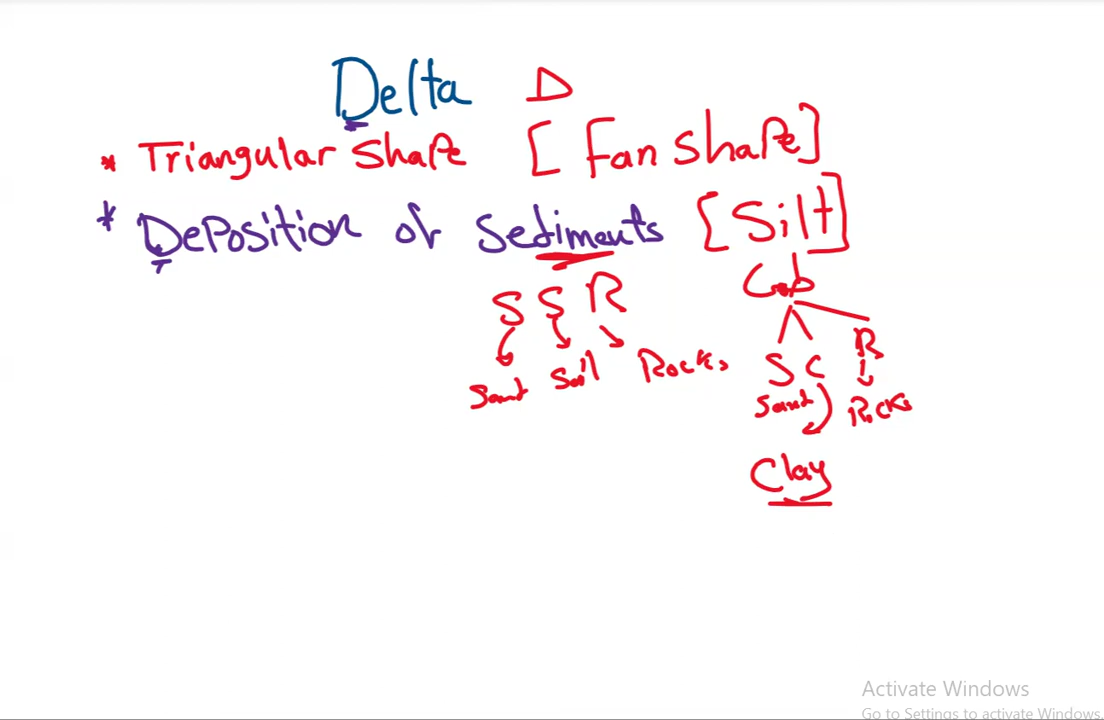 Delta D
* Triangular Shape [Fan Shape]
* Deposition of Sediments [Silt]
S S R
Sand Soil Rocks
S C R
Sand Rocks
Clay
Activate Windows
Go to Settings to activate Windows.